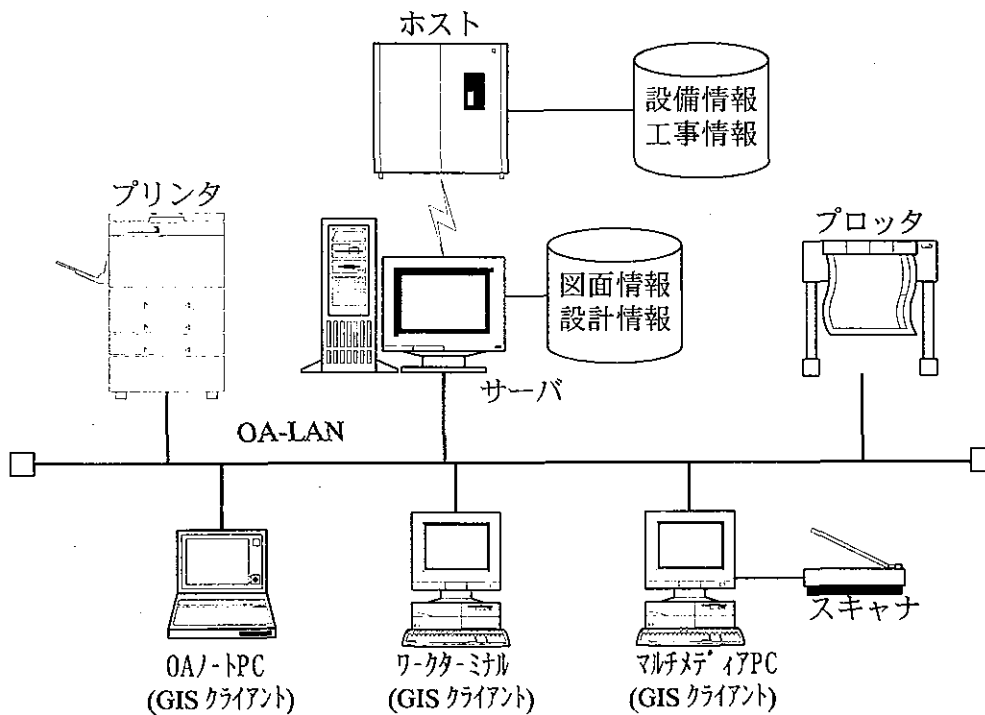 ホスト
設備情報
工事情報
プリンタ
プロッタ
図面情報
設計情報
サーバ
OA-LAN
スキャナ
OAノートPC
(GIS クライアント)
ワークターミナル
(GIS クライアント)
マルチメディアPC
(GIS クライアント)